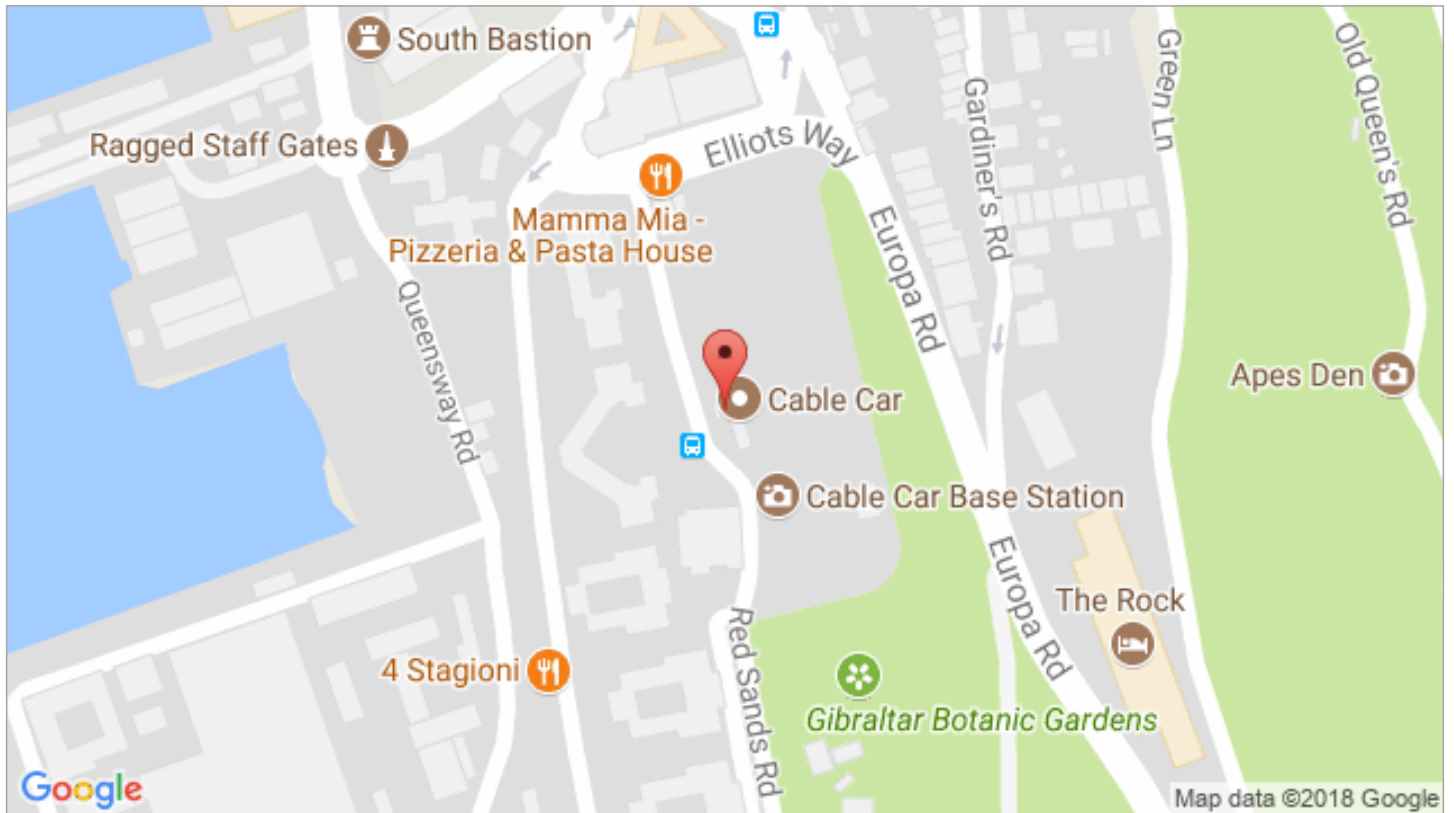 South Bastion
Ragged Staff Gates
Elliots Way
Mamma Mia -
Pizzeria & Pasta House
Gardiner's Rd
Green Ln
Old Queen's Rd
Europa Rd
Queensway Rd
Apes Den
Cable Car
Cable Car Base Station
Europa Rd
The Rock
Red Sands Rd
4 Stagioni
Gibraltar Botanic Gardens
Google
Map data ©2018 Google